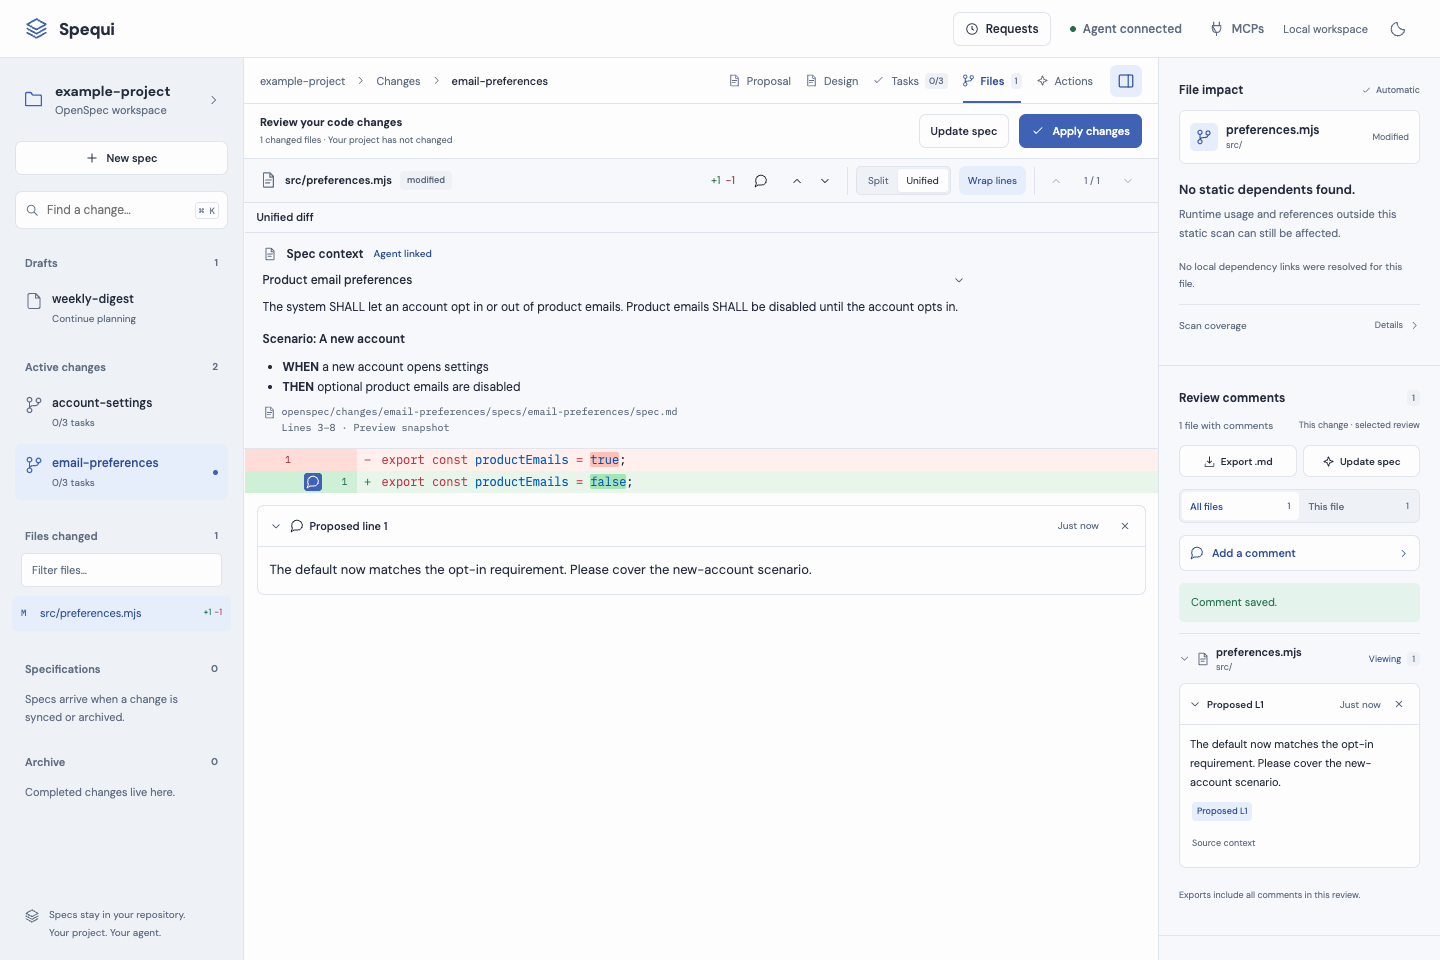 Spequi
Requests
Agent connected
MCPs
Local workspace
example-project
OpenSpec workspace
New spec
Find a change...
⌘ K
Drafts 1
weekly-digest
Continue planning
Active changes 2
account-settings
0/3 tasks
email-preferences
0/3 tasks
Files changed 1
Filter files...
M src/preferences.mjs +1 −1
Specifications 0
Specs arrive when a change is
synced or archived.
Archive 0
Completed changes live here.
Specs stay in your repository.
Your project. Your agent.
example-project > Changes > email-preferences
Proposal
Design
Tasks 0/3
Files 1
Actions
Review your code changes
1 changed files · Your project has not changed
Update spec
Apply changes
src/preferences.mjs modified
+1 −1
Split
Unified
Wrap lines
1 / 1
Unified diff
Spec context Agent linked
Product email preferences
The system SHALL let an account opt in or out of product emails. Product emails SHALL be disabled until the account opts in.
Scenario: A new account
• WHEN a new account opens settings
• THEN optional product emails are disabled
openspec/changes/email-preferences/specs/email-preferences/spec.md
Lines 3–8 · Preview snapshot
1 − export const productEmails = true;
1 + export const productEmails = false;
Proposed line 1
Just now
The default now matches the opt-in requirement. Please cover the new-account scenario.
File impact
Automatic
preferences.mjs
src/
Modified
No static dependents found.
Runtime usage and references outside this
static scan can still be affected.
No local dependency links were resolved for this
file.
Scan coverage
Details
Review comments 1
1 file with comments
This change · selected review
Export .md
Update spec
All files 1
This file 1
Add a comment
Comment saved.
preferences.mjs
src/
Viewing 1
Proposed L1
Just now
The default now matches the opt-in
requirement. Please cover the new-
account scenario.
Proposed L1
Source context
Exports include all comments in this review.